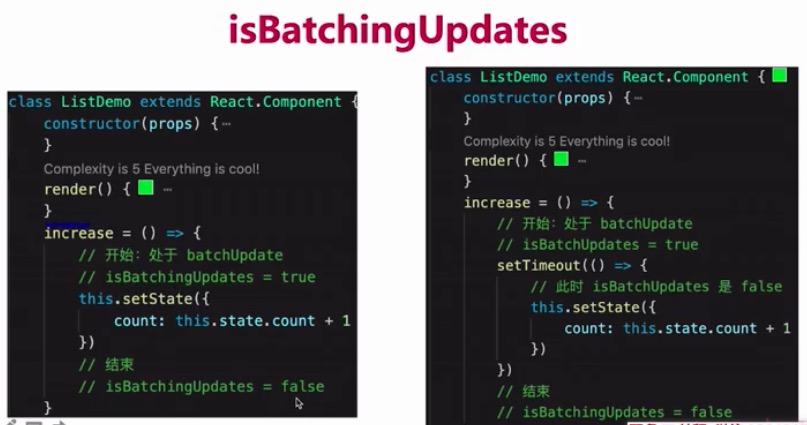 isBatchingUpdates
class ListDemo extends React.Component {
constructor(props) {⋯
}
Complexity is 5 Everything is cool!
render() { ⋯
}
increase = () => {
// 开始：处于 batchUpdate
// isBatchingUpdates = true
this.setState({
count: this.state.count + 1
})
// 结束
// isBatchingUpdates = false
}
class ListDemo extends React.Component {
constructor(props) {⋯
}
Complexity is 5 Everything is cool!
render() { ⋯
}
increase = () => {
// 开始：处于 batchUpdate
// isBatchUpdates = true
setTimeout(() => {
// 此时 isBatchUpdates 是 false
this.setState({
count: this.state.count + 1
})
})
// 结束
// isBatchingUpdates = false